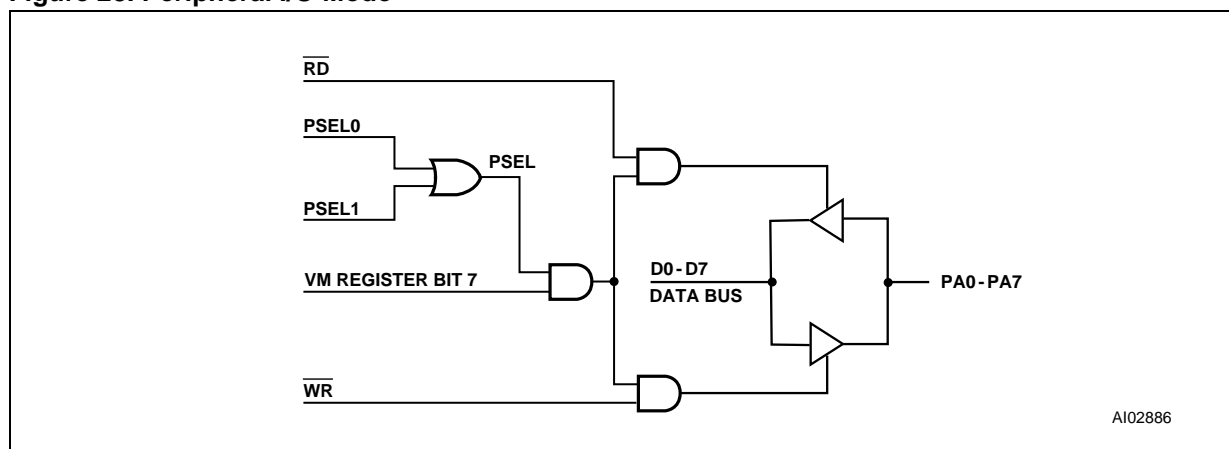 RD
PSEL0
PSEL
PSEL1
VM REGISTER BIT 7
D0-D7
DATA BUS
PA0-PA7
WR
AI02886